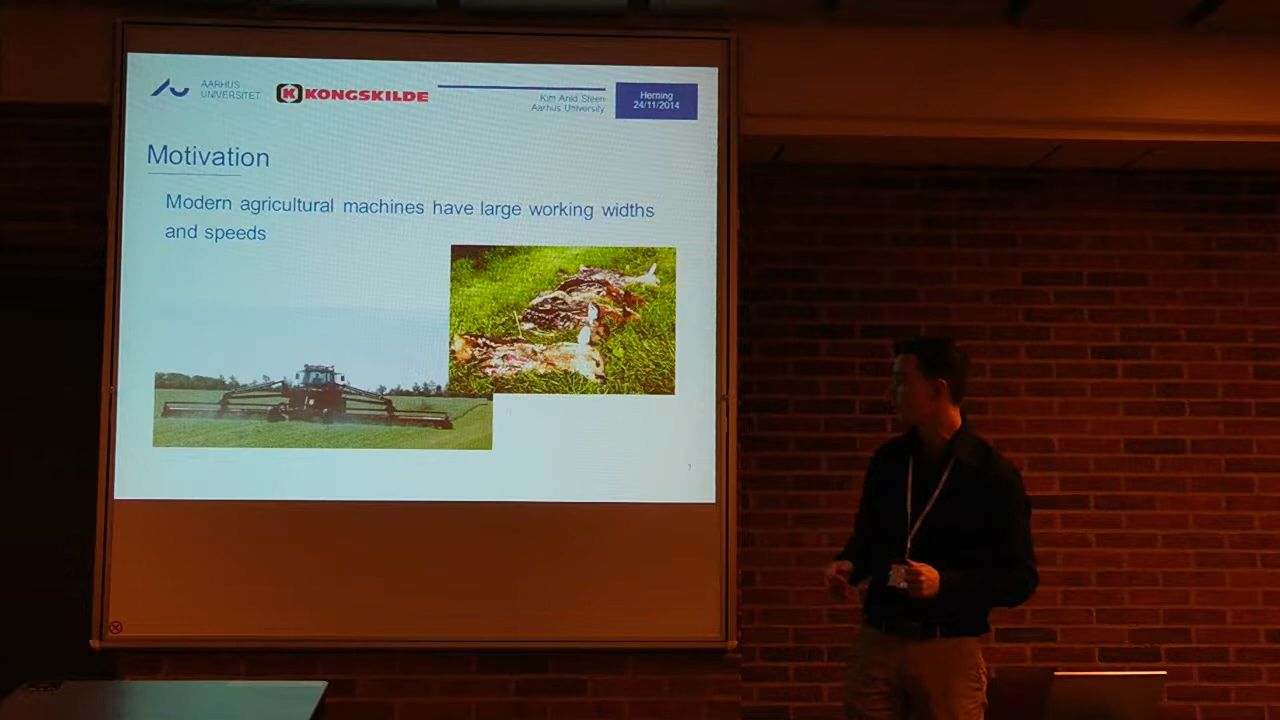 AARHUS
UNIVERSITET
KONGSKILDE
Kim Arild Steen
Aarhus University
Herning
24/11/2014
Motivation
Modern agricultural machines have large working widths
and speeds
7